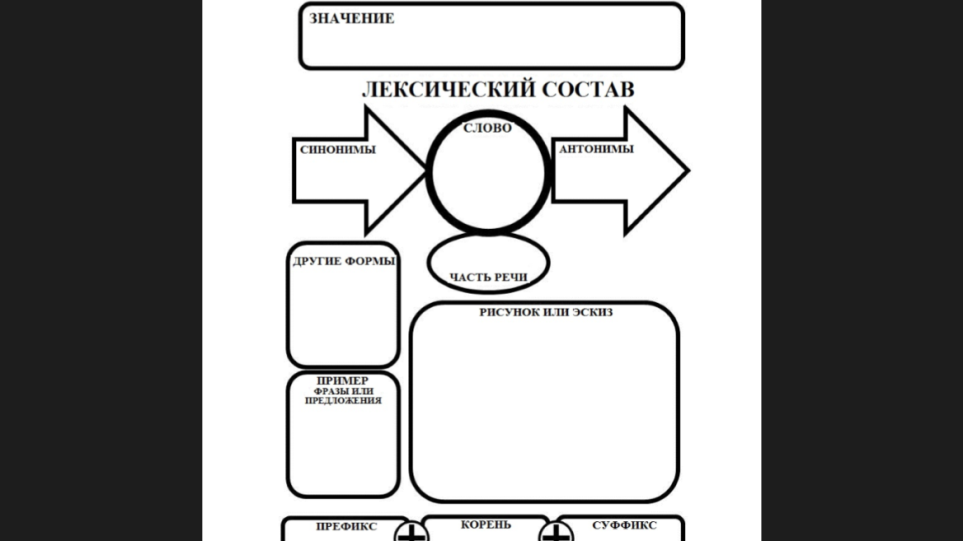 ЗНАЧЕНИЕ
ЛЕКСИЧЕСКИЙ СОСТАВ
СЛОВО
СИНОНИМЫ
АНТОНИМЫ
ДРУГИЕ ФОРМЫ
ЧАСТЬ РЕЧИ
РИСУНОК ИЛИ ЭСКИЗ
ПРИМЕР
ФРАЗЫ ИЛИ
ПРЕДЛОЖЕНИЯ
ПРЕФИКС
КОРЕНЬ
СУФФИКС